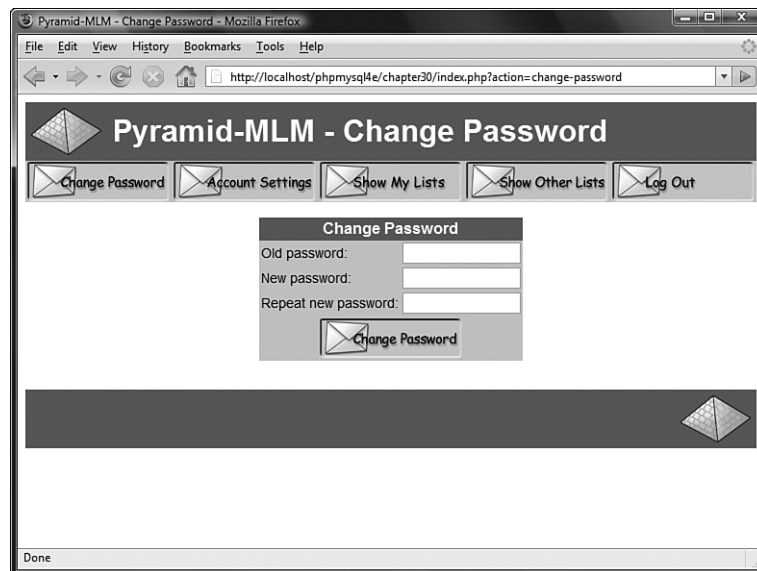 Pyramid-MLM - Change Password - Mozilla Firefox
File Edit View History Bookmarks Tools Help
http://localhost/phpmysql4e/chapter30/index.php?action=change-password
Pyramid-MLM - Change Password
Change Password Account Settings Show My Lists Show Other Lists Log Out
Change Password
Old password:
New password:
Repeat new password:
Change Password
Done